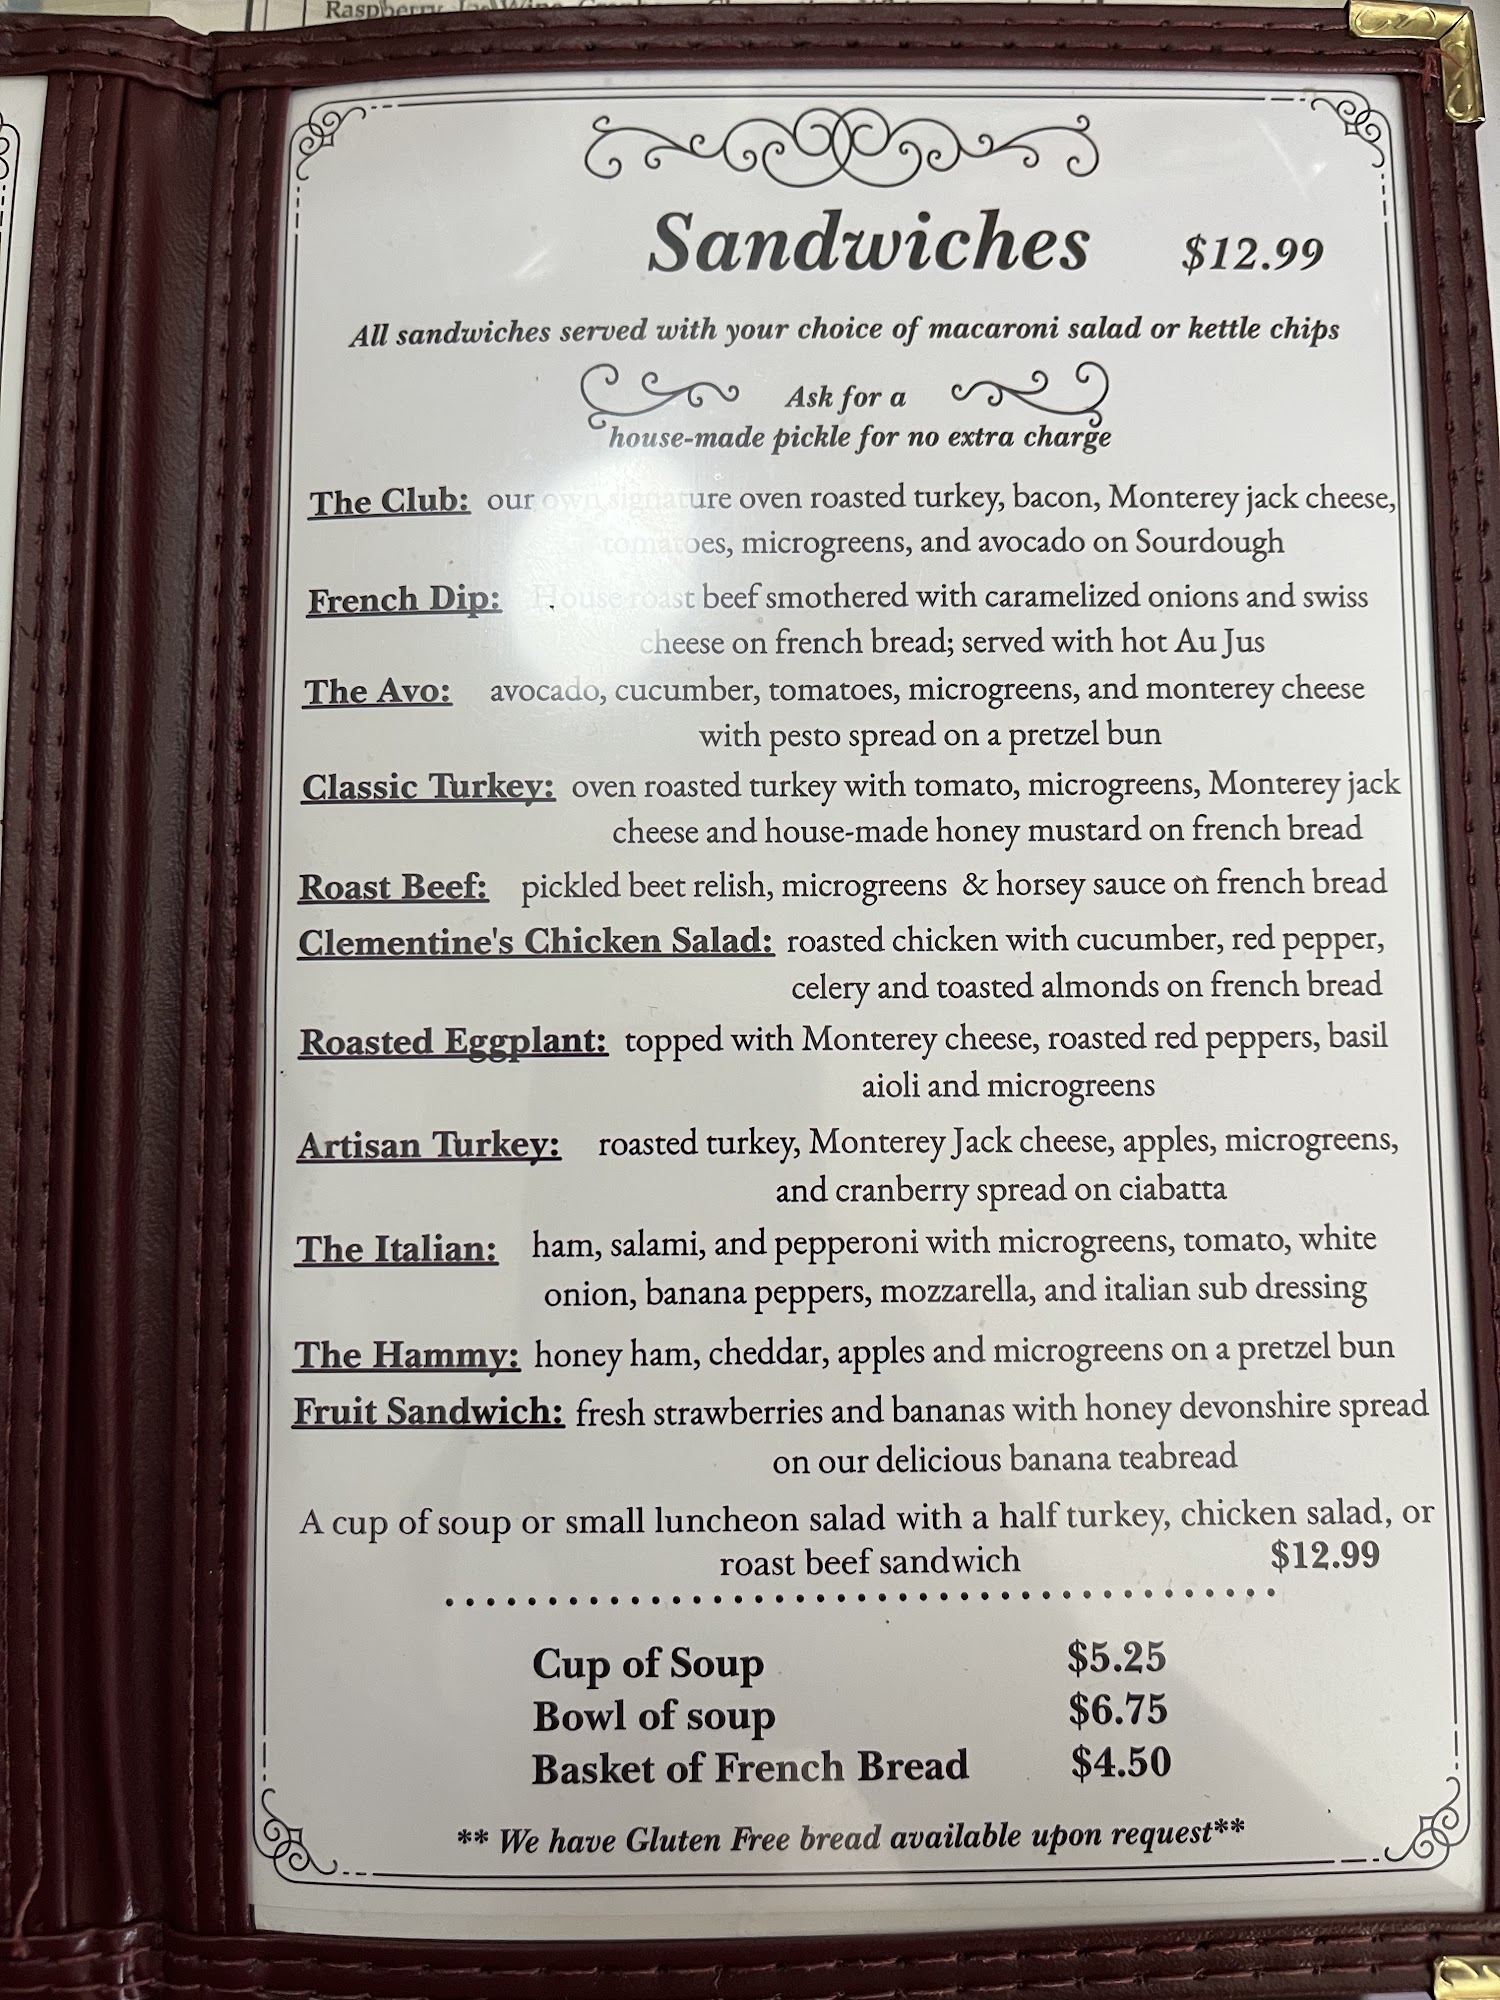 Sandwiches $12.99
All sandwiches served with your choice of macaroni salad or kettle chips
Ask for a
house-made pickle for no extra charge
The Club: our own signature oven roasted turkey, bacon, Monterey jack cheese,
tomatoes, microgreens, and avocado on Sourdough
French Dip: House roast beef smothered with caramelized onions and swiss
cheese on french bread; served with hot Au Jus
The Avo: avocado, cucumber, tomatoes, microgreens, and monterey cheese
with pesto spread on a pretzel bun
Classic Turkey: oven roasted turkey with tomato, microgreens, Monterey jack
cheese and house-made honey mustard on french bread
Roast Beef: pickled beet relish, microgreens & horsey sauce on french bread
Clementine's Chicken Salad: roasted chicken with cucumber, red pepper,
celery and toasted almonds on french bread
Roasted Eggplant: topped with Monterey cheese, roasted red peppers, basil
aioli and microgreens
Artisan Turkey: roasted turkey, Monterey Jack cheese, apples, microgreens,
and cranberry spread on ciabatta
The Italian: ham, salami, and pepperoni with microgreens, tomato, white
onion, banana peppers, mozzarella, and italian sub dressing
The Hammy: honey ham, cheddar, apples and microgreens on a pretzel bun
Fruit Sandwich: fresh strawberries and bananas with honey devonshire spread
on our delicious banana teabread
A cup of soup or small luncheon salad with a half turkey, chicken salad, or
roast beef sandwich $12.99
Cup of Soup $5.25
Bowl of soup $6.75
Basket of French Bread $4.50
** We have Gluten Free bread available upon request**